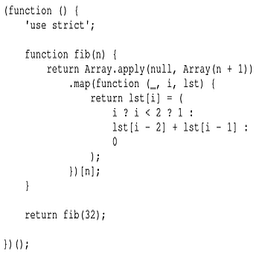 (function () {
    'use strict';

    function fib(n) {
        return Array.apply(null, Array(n + 1))
            .map(function (_, i, lst) {
                return lst[i] = (
                    i ? i < 2 ? 1 :
                    lst[i - 2] + lst[i - 1] :
                    0
                );
            })[n];
    }

    return fib(32);

})();